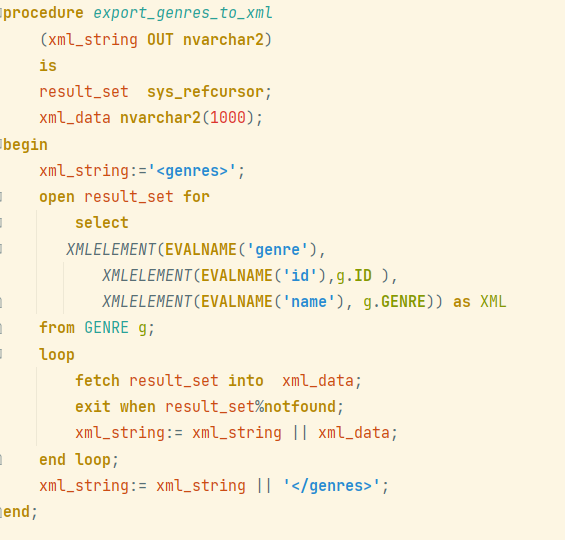 procedure export_genres_to_xml
(xml_string OUT nvarchar2)
is
result_set  sys_refcursor;
xml_data nvarchar2(1000);
begin
xml_string:='<genres>';
open result_set for
select
XMLELEMENT(EVALNAME('genre'),
XMLELEMENT(EVALNAME('id'),g.ID ),
XMLELEMENT(EVALNAME('name'), g.GENRE)) as XML
from GENRE g;
loop
fetch result_set into  xml_data;
exit when result_set%notfound;
xml_string:= xml_string || xml_data;
end loop;
xml_string:= xml_string || '</genres>';
end;